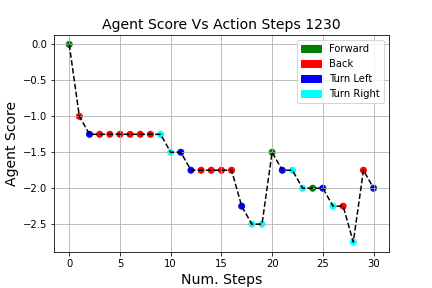 Agent Score Vs Action Steps 1230
Forward
Back
Turn Left
Turn Right
0.0
−0.5
−1.0
−1.5
−2.0
−2.5
Agent Score
0 5 10 15 20 25 30
Num. Steps